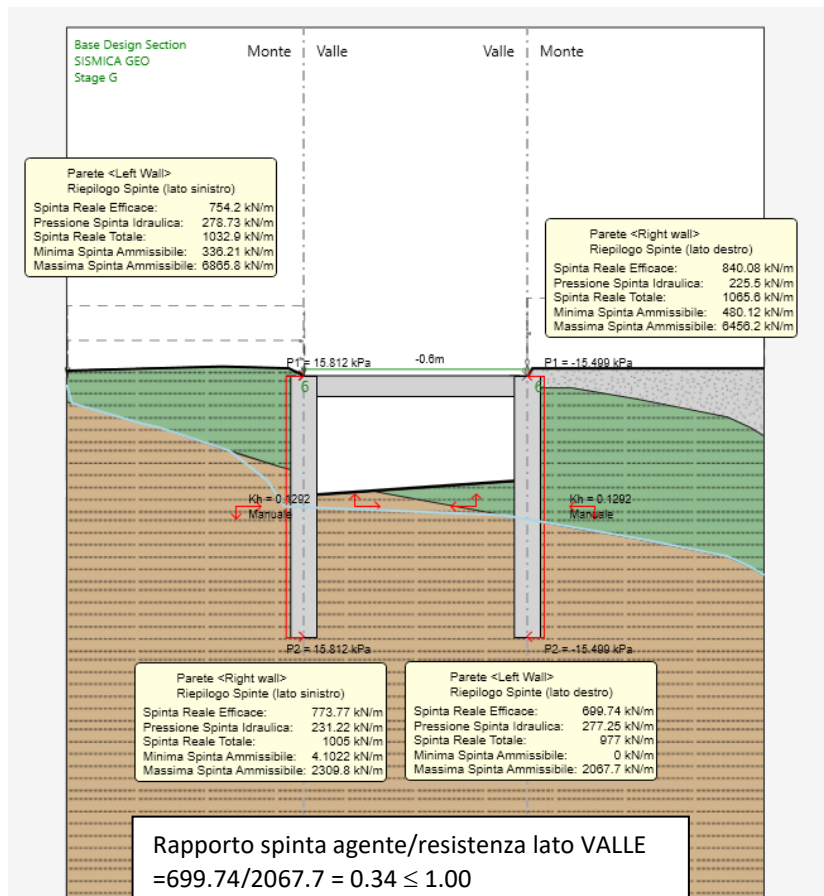 Base Design Section
SISMICA GEO
Stage G
Monte
Valle
Valle
Monte
Parete <Left Wall>
Riepilogo Spinte (lato sinistro)
Spinta Reale Efficace: 754.2 kN/m
Pressione Spinta Idraulica: 278.73 kN/m
Spinta Reale Totale: 1032.9 kN/m
Minima Spinta Ammissibile: 336.21 kN/m
Massima Spinta Ammissibile: 6865.8 kN/m
Parete <Right wall>
Riepilogo Spinte (lato destro)
Spinta Reale Efficace: 840.08 kN/m
Pressione Spinta Idraulica: 225.5 kN/m
Spinta Reale Totale: 1065.6 kN/m
Minima Spinta Ammissibile: 480.12 kN/m
Massima Spinta Ammissibile: 6456.2 kN/m
P1 = 15.812 kPa
-0.6m
P1 = -15.499 kPa
6
6
Kh = 0.1292
Manuale
Kh = 0.1292
Manuale
P2 = 15.812 kPa
P2 = -15.499 kPa
Parete <Right wall>
Riepilogo Spinte (lato sinistro)
Spinta Reale Efficace: 773.77 kN/m
Pressione Spinta Idraulica: 231.22 kN/m
Spinta Reale Totale: 1005 kN/m
Minima Spinta Ammissibile: 4.1022 kN/m
Massima Spinta Ammissibile: 2309.8 kN/m
Parete <Left Wall>
Riepilogo Spinte (lato destro)
Spinta Reale Efficace: 699.74 kN/m
Pressione Spinta Idraulica: 277.25 kN/m
Spinta Reale Totale: 977 kN/m
Minima Spinta Ammissibile: 0 kN/m
Massima Spinta Ammissibile: 2067.7 kN/m
Rapporto spinta agente/resistenza lato VALLE
=699.74/2067.7 = 0.34 ≤ 1.00